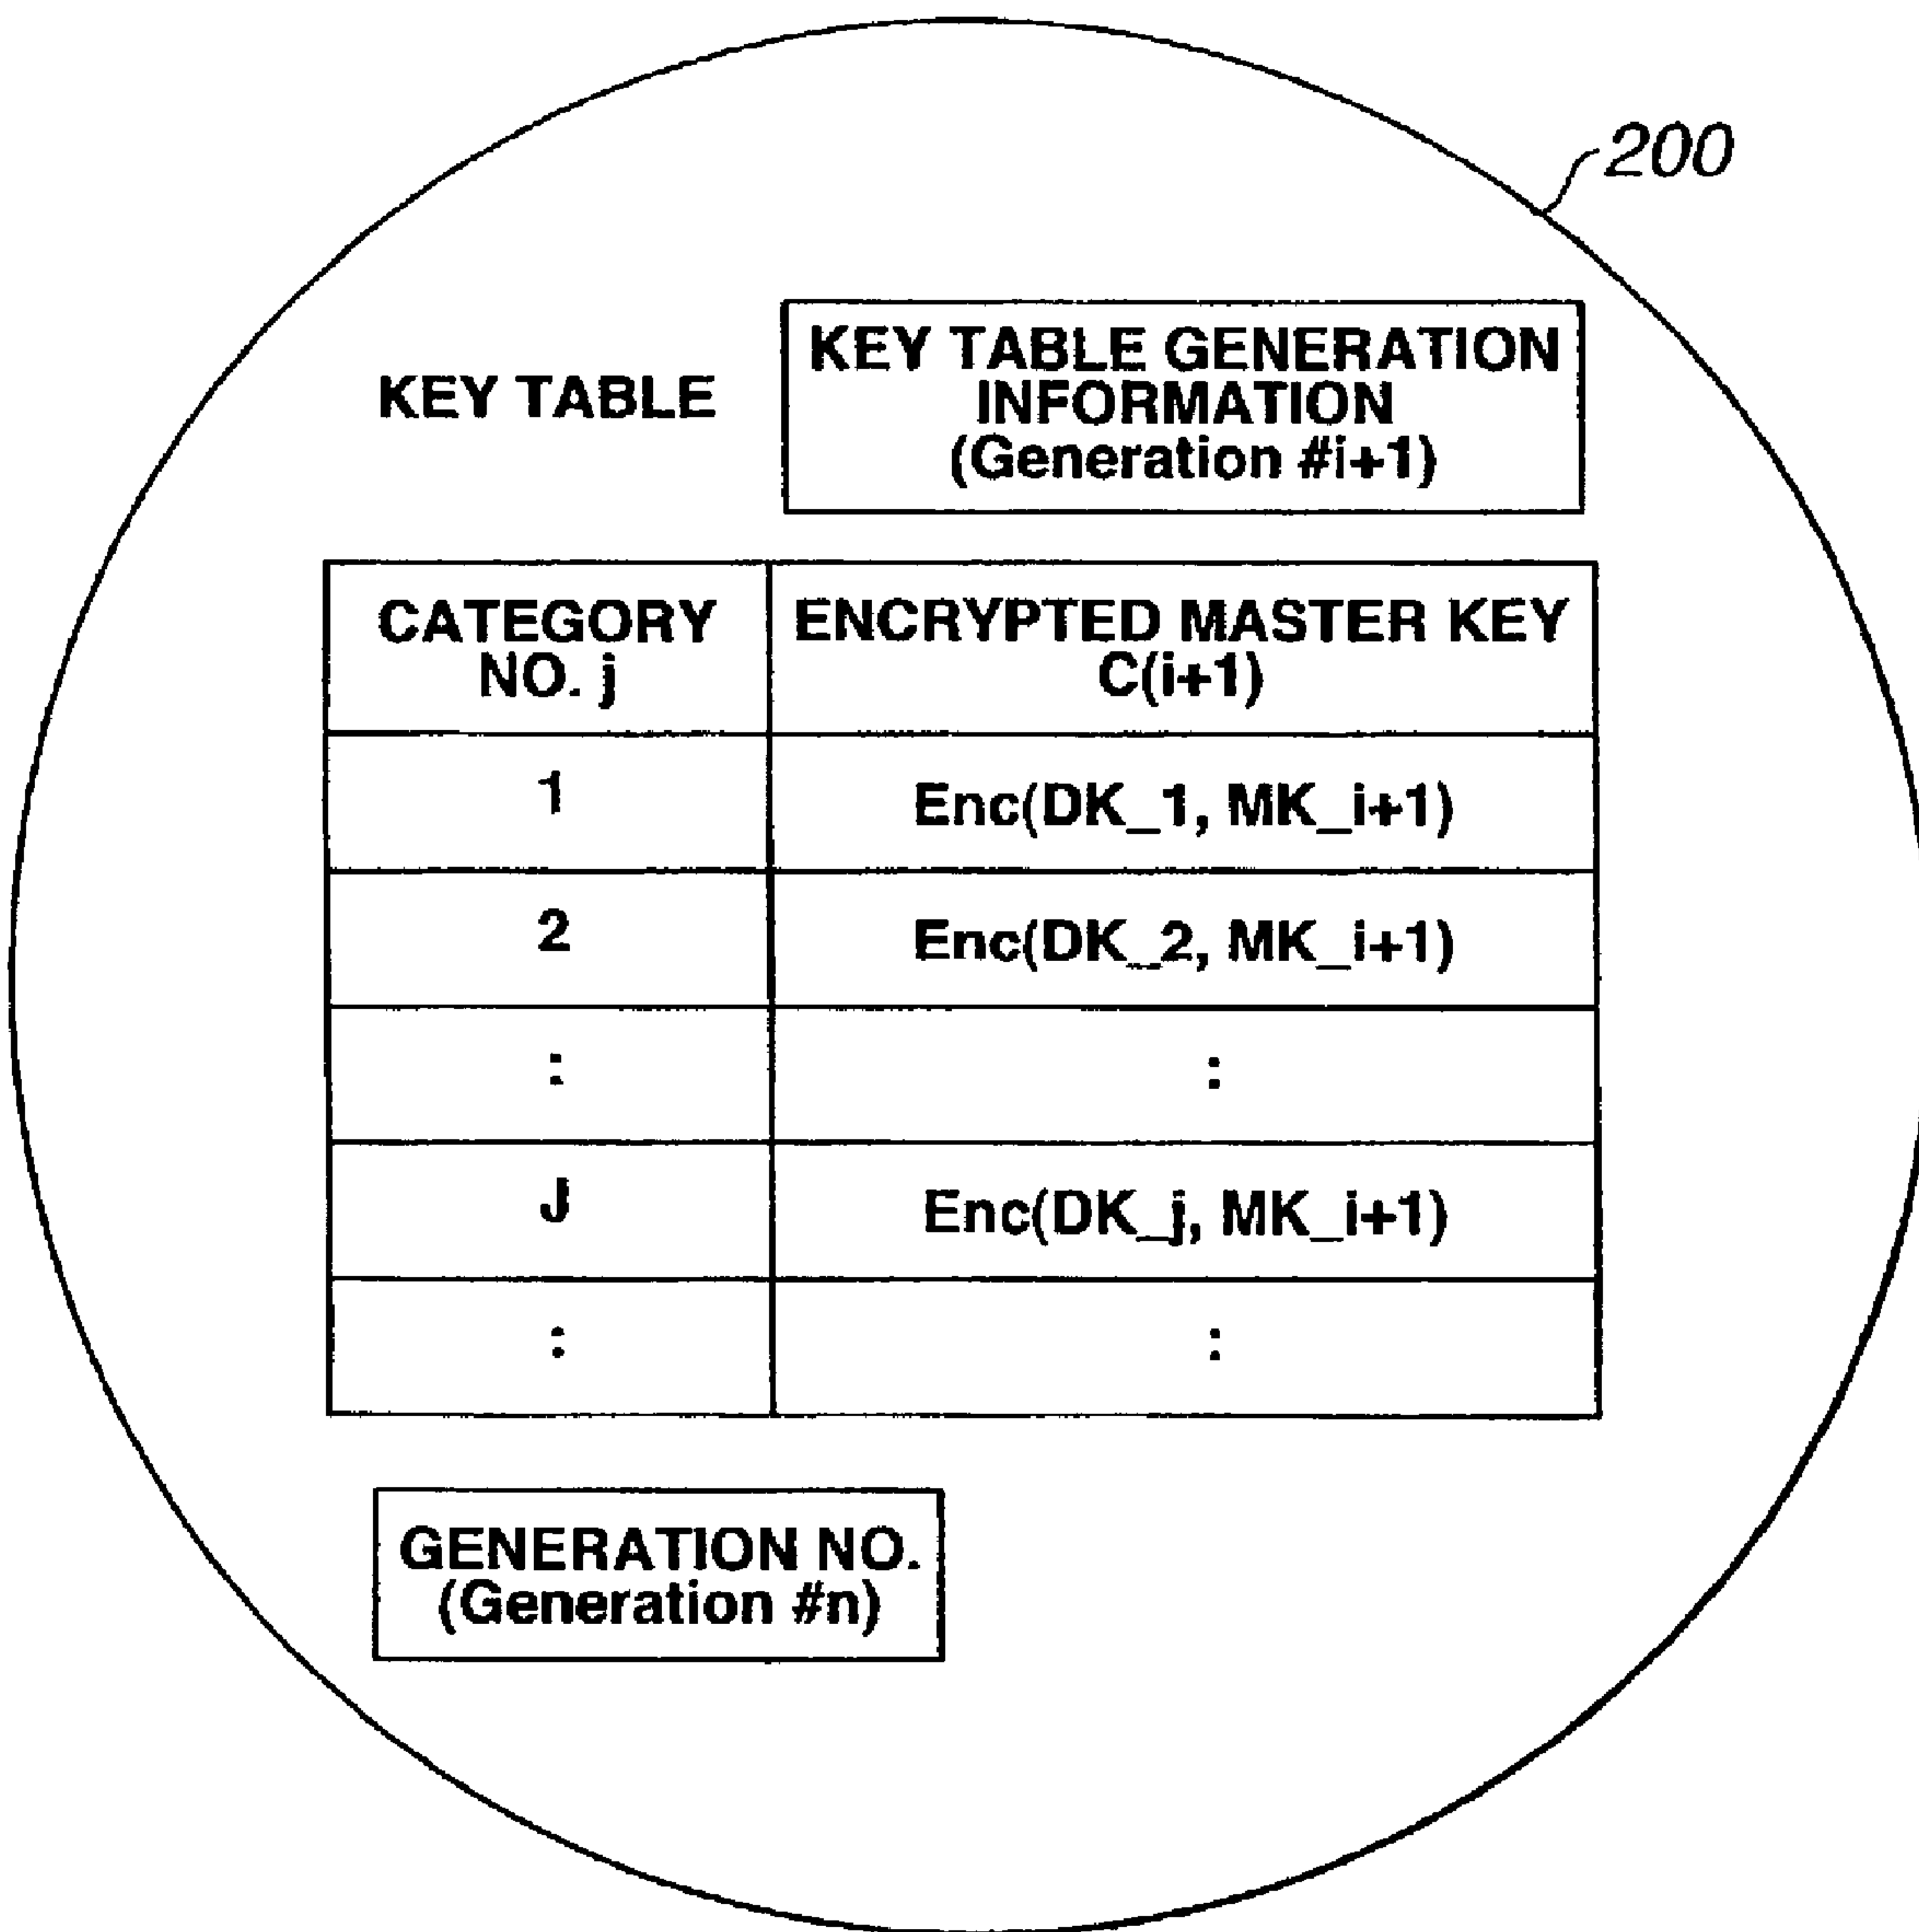 200
KEY TABLE
KEY TABLE GENERATION
INFORMATION
(Generation #i+1)
CATEGORY
NO. j
ENCRYPTED MASTER KEY
C(i+1)
1
Enc(DK_1, MK_i+1)
2
Enc(DK_2, MK_i+1)
:
:
J
Enc(DK_j, MK_i+1)
:
:
GENERATION NO.
(Generation #n)